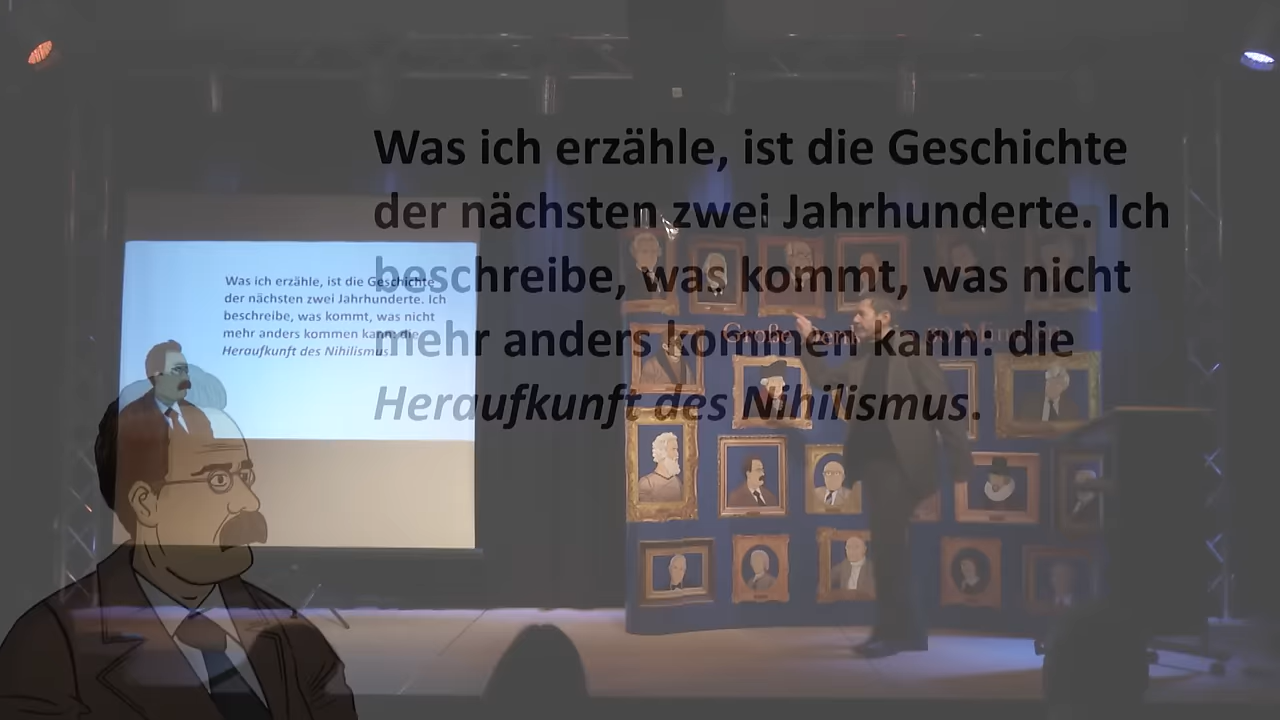 Was ich erzähle, ist die Geschichte
der nächsten zwei Jahrhunderte. Ich
beschreibe, was kommt, was nicht
mehr anders kommen kann: die
Heraufkunft des Nihilismus.
Was ich erzähle, ist die Geschichte
der nächsten zwei Jahrhunderte. Ich
beschreibe, was kommt, was nicht
mehr anders kommen kann: die
Heraufkunft des Nihilismus.
Große